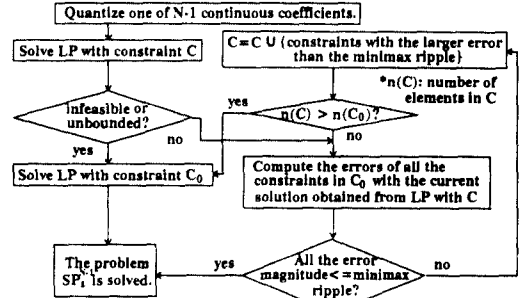 Quantize one of N-1 continuous coefficients.
Solve LP with constraint C
C=C ∪ {constraints with the larger error
than the minimax ripple}
*n(C): number of
elements in C
infeasible or
unbounded?
yes
n(C) > n(C₀)?
no
no
yes
Solve LP with constraint C₀
Compute the errors of all the
constraints in C₀ with the current
solution obtained from LP with C
The problem
is solved.
yes
All the error
magnitude<=minimax
ripple?
no